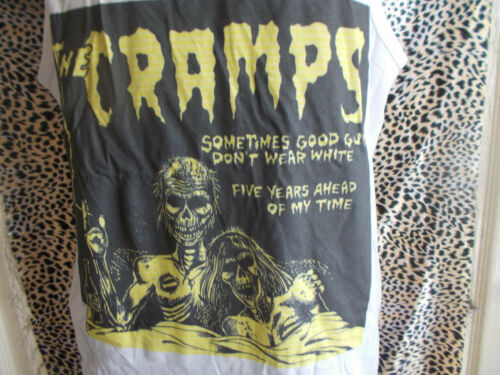 THE CRAMPS
SOMETIMES GOOD GU
DON'T WEAR WHITE
FIVE YEARS AHEAD
OF MY TIME